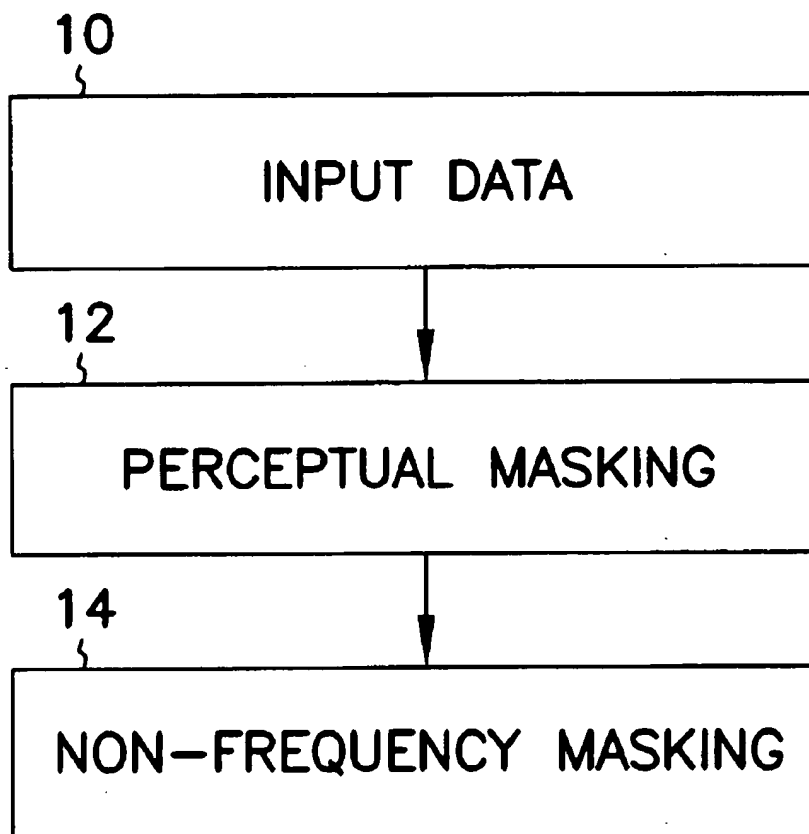 10
INPUT DATA
12
PERCEPTUAL MASKING
14
NON-FREQUENCY MASKING